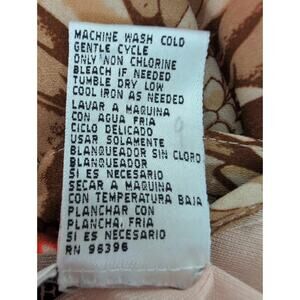 MACHINE WASH COLD
GENTLE CYCLE
ONLY NON CHLORINE
BLEACH IF NEEDED
TUMBLE DRY LOW
COOL IRON AS NEEDED
LAVAR A MAQUINA
CON AGUA FRIA
CICLO DELICADO
USAR SOLAMENTE
BLANQUEADOR SIN CLORO
BLANQUEADOR
SI ES NECESARIO
SECAR A MAQUINA
CON TEMPERATURA BAJA
PLANCHAR CON
PLANCHA, FRIA
SI ES NECESARIO
RN 96396